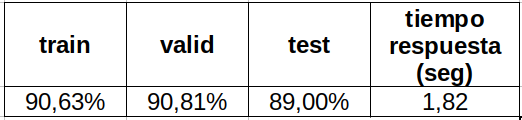 train valid test tiempo respuesta (seg)
90,63% 90,81% 89,00% 1,82